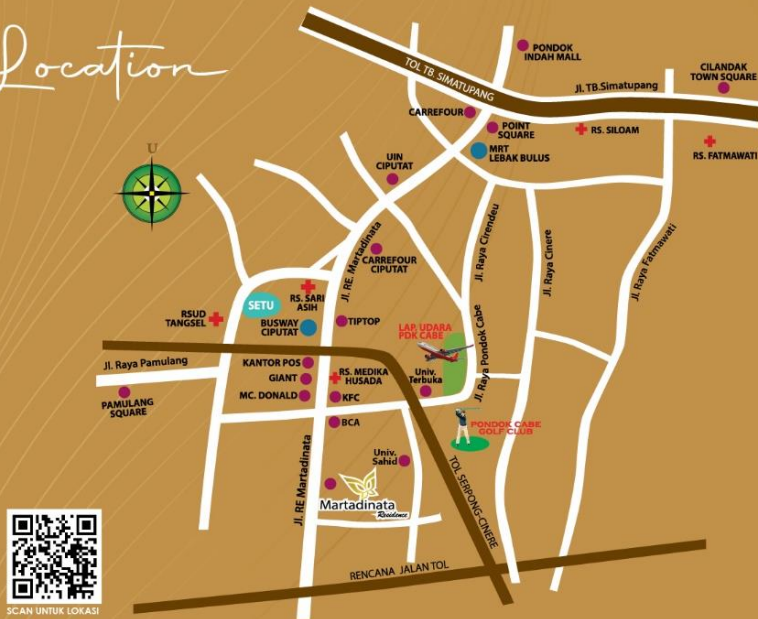 Location
U
TOL TB. SIMATUPANG
PONDOK
INDAH MALL
Jl. TB.Simatupang
CILANDAK
TOWN SQUARE
CARREFOUR
POINT
SQUARE
RS. SILOAM
RS. FATMAWATI
MRT
LEBAK BULUS
UIN
CIPUTAT
Jl. RE. Martadinata
CARREFOUR
CIPUTAT
Jl. Raya Cirendeu
Jl. Raya Cinere
Jl. Raya Fatmawati
RSUD
TANGSEL
SETU
RS. SARI
ASIH
BUSWAY
CIPUTAT
TIPTOP
LAP. UDARA
PDK CABE
Jl. Raya Pondok Cabe
Jl. Raya Pamulang
KANTOR POS
GIANT
MC. DONALD
RS. MEDIKA
HUSADA
KFC
Univ.
Terbuka
PAMULANG
SQUARE
BCA
PONDOK CABE
GOLF CLUB
Jl. RE Martadinata
Univ.
Sahid
Martadinata
Residence
TOL SERPONG-CINERE
RENCANA JALAN TOL
SCAN UNTUK LOKASI